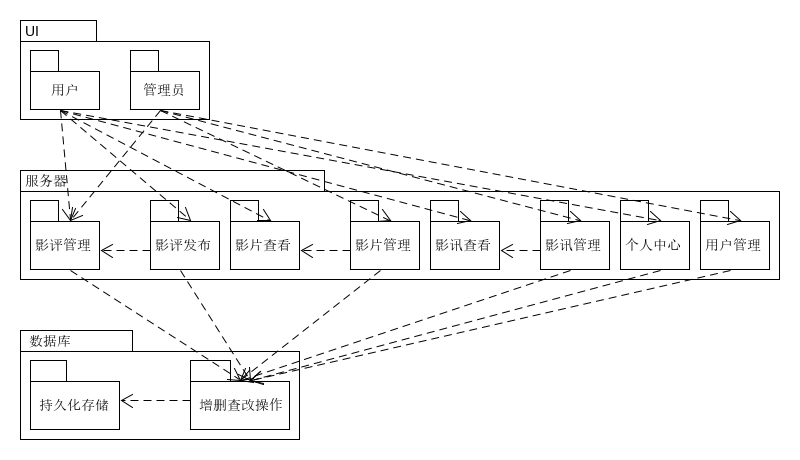 UI
用户
管理员
服务器
影评管理
影评发布
影片查看
影片管理
影讯查看
影讯管理
个人中心
用户管理
数据库
持久化存储
增删查改操作